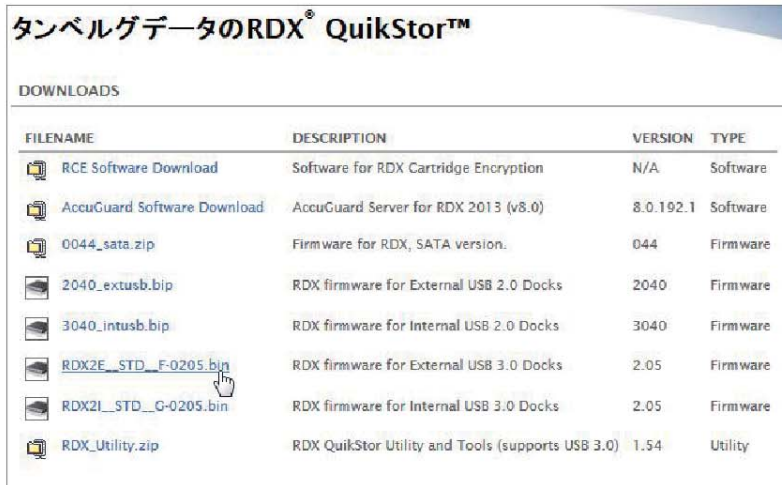 タンベルグデータのRDX® QuikStor™
DOWNLOADS
FILENAME DESCRIPTION VERSION TYPE
RCE Software Download Software for RDX Cartridge Encryption N/A Software
AccuGuard Software Download AccuGuard Server for RDX 2013 (v8.0) 8.0.192.1 Software
0044_sata.zip Firmware for RDX, SATA version. 044 Firmware
2040_extusb.bip RDX firmware for External USB 2.0 Docks 2040 Firmware
3040_intusb.bip RDX firmware for Internal USB 2.0 Docks 3040 Firmware
RDX2E__STD__F-0205.bin RDX firmware for External USB 3.0 Docks 2.05 Firmware
RDX2I__STD__G-0205.bin RDX firmware for Internal USB 3.0 Docks 2.05 Firmware
RDX_Utility.zip RDX QuikStor Utility and Tools (supports USB 3.0) 1.54 Utility